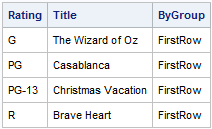 Rating Title ByGroup
G The Wizard of Oz FirstRow
PG Casablanca FirstRow
PG-13 Christmas Vacation FirstRow
R Brave Heart FirstRow